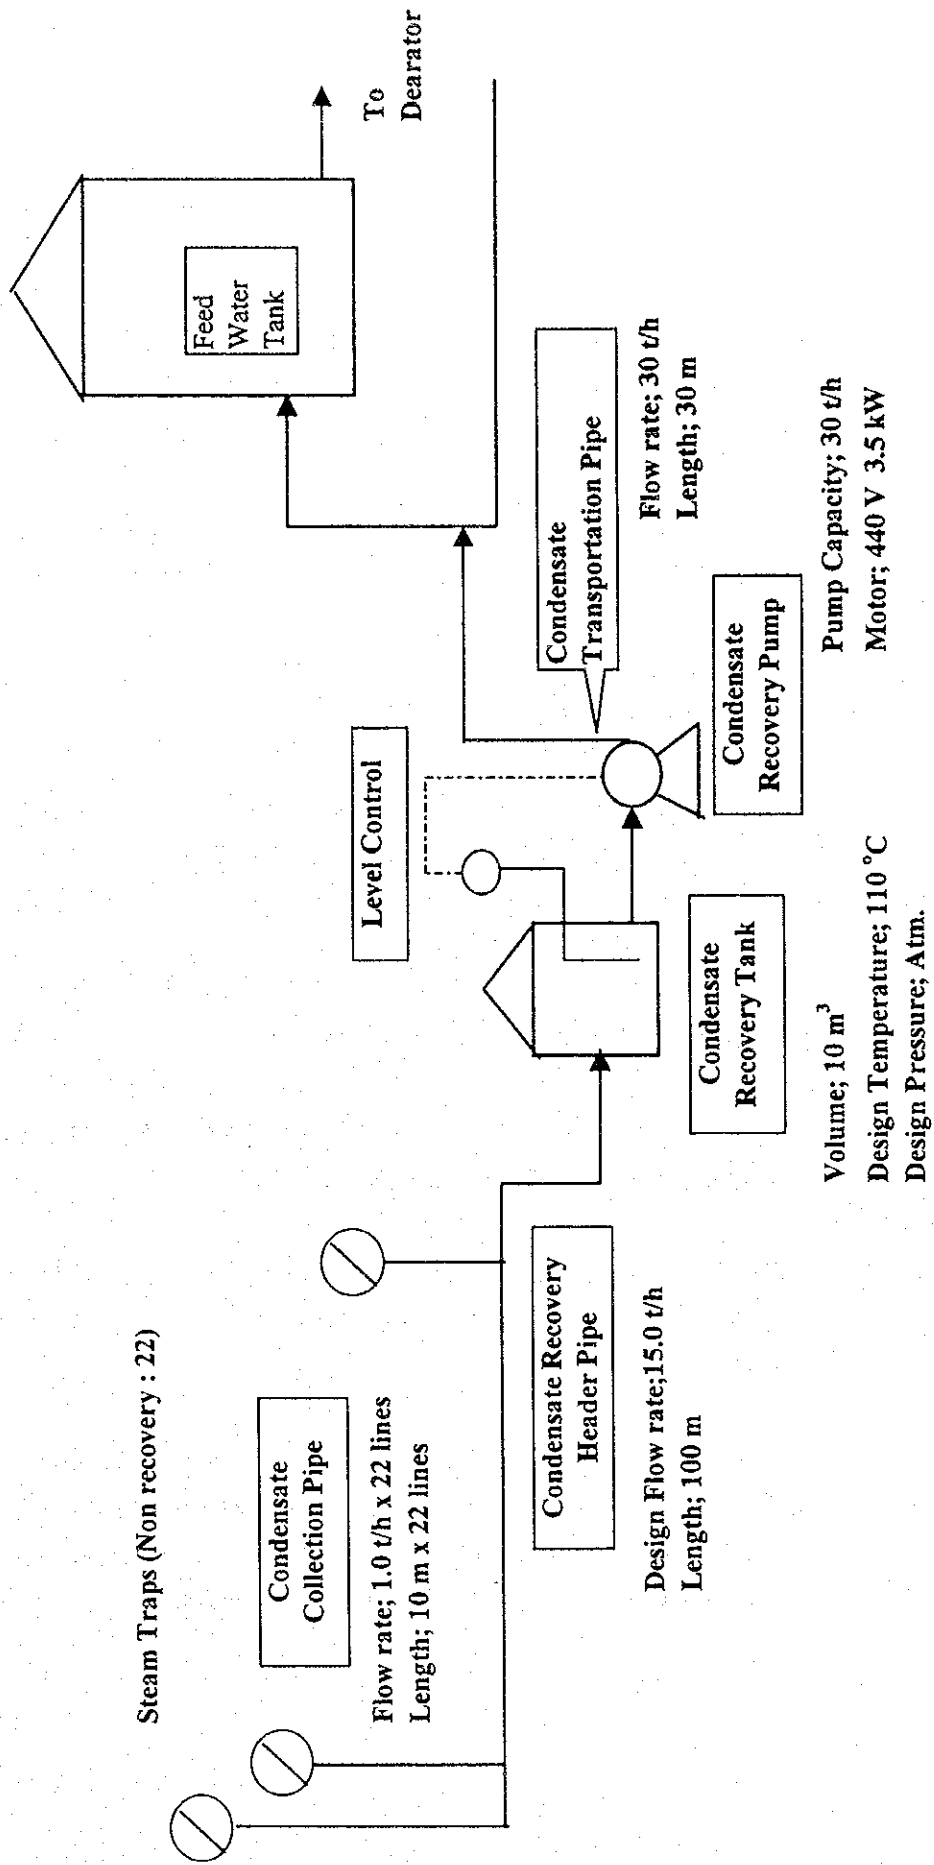 Steam Traps (Non recovery : 22)
Condensate
Collection Pipe
Flow rate; 1.0 t/h x 22 lines
Length; 10 m x 22 lines
Condensate Recovery
Header Pipe
Design Flow rate;15.0 t/h
Length; 100 m
Level Control
Condensate
Recovery Tank
Volume; 10 m³
Design Temperature; 110 °C
Design Pressure; Atm.
Condensate
Transportation Pipe
Flow rate; 30 t/h
Length; 30 m
Condensate
Recovery Pump
Pump Capacity; 30 t/h
Motor; 440 V 3.5 kW
Feed
Water
Tank
To
Dearator